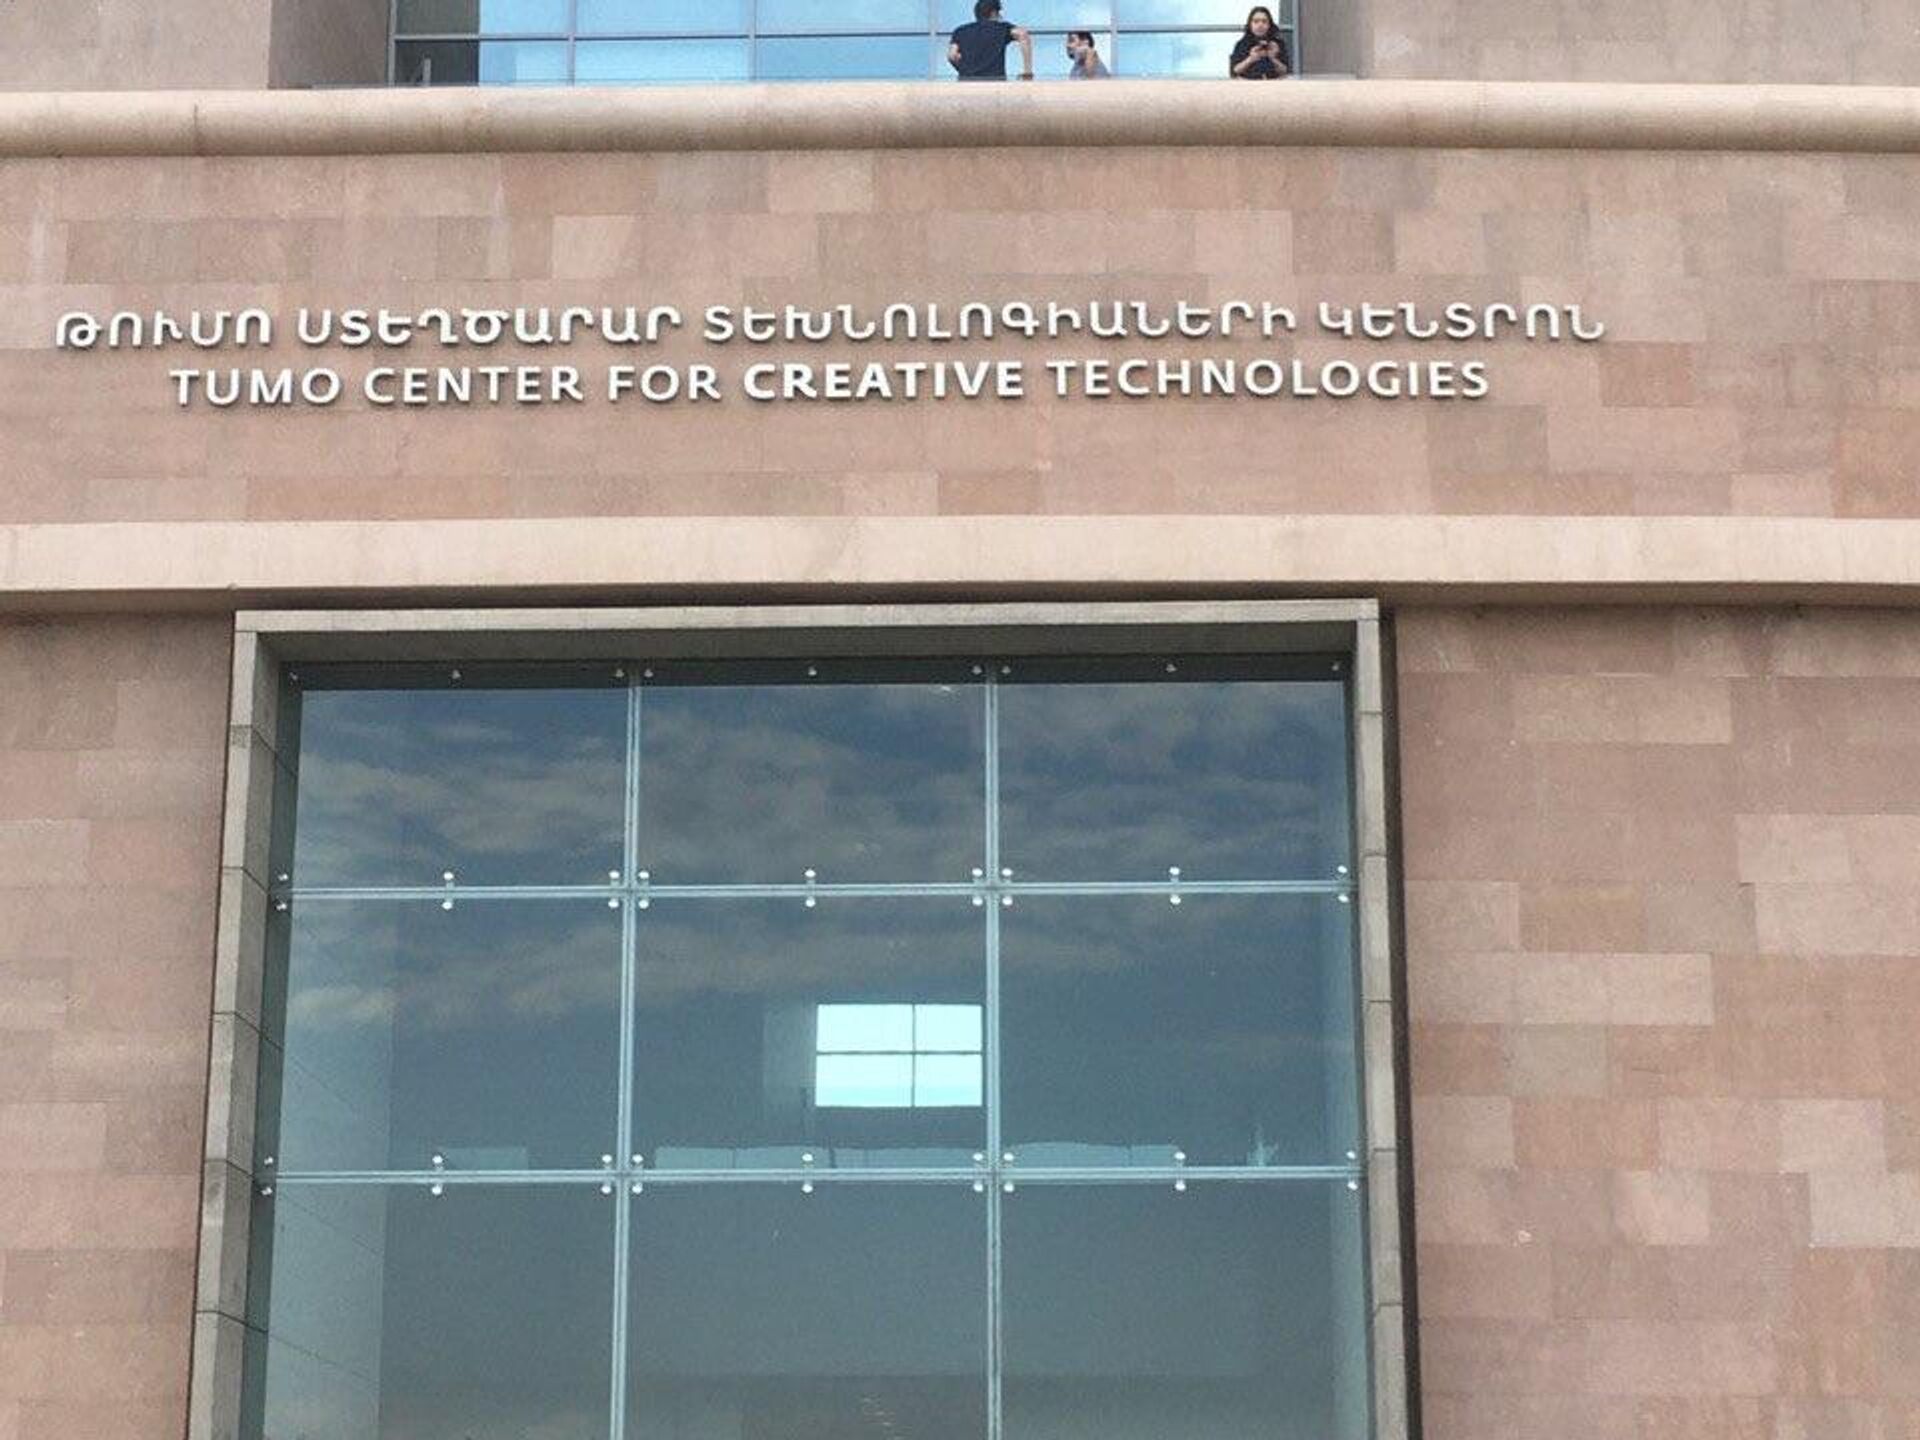 ԹՈՒՄՈ ՍՏԵՂԾԱՐԱՐ ՏԵԽՆՈԼՈԳԻԱՆԵՐԻ ԿԵՆՏՐՈՆ
TUMO CENTER FOR CREATIVE TECHNOLOGIES